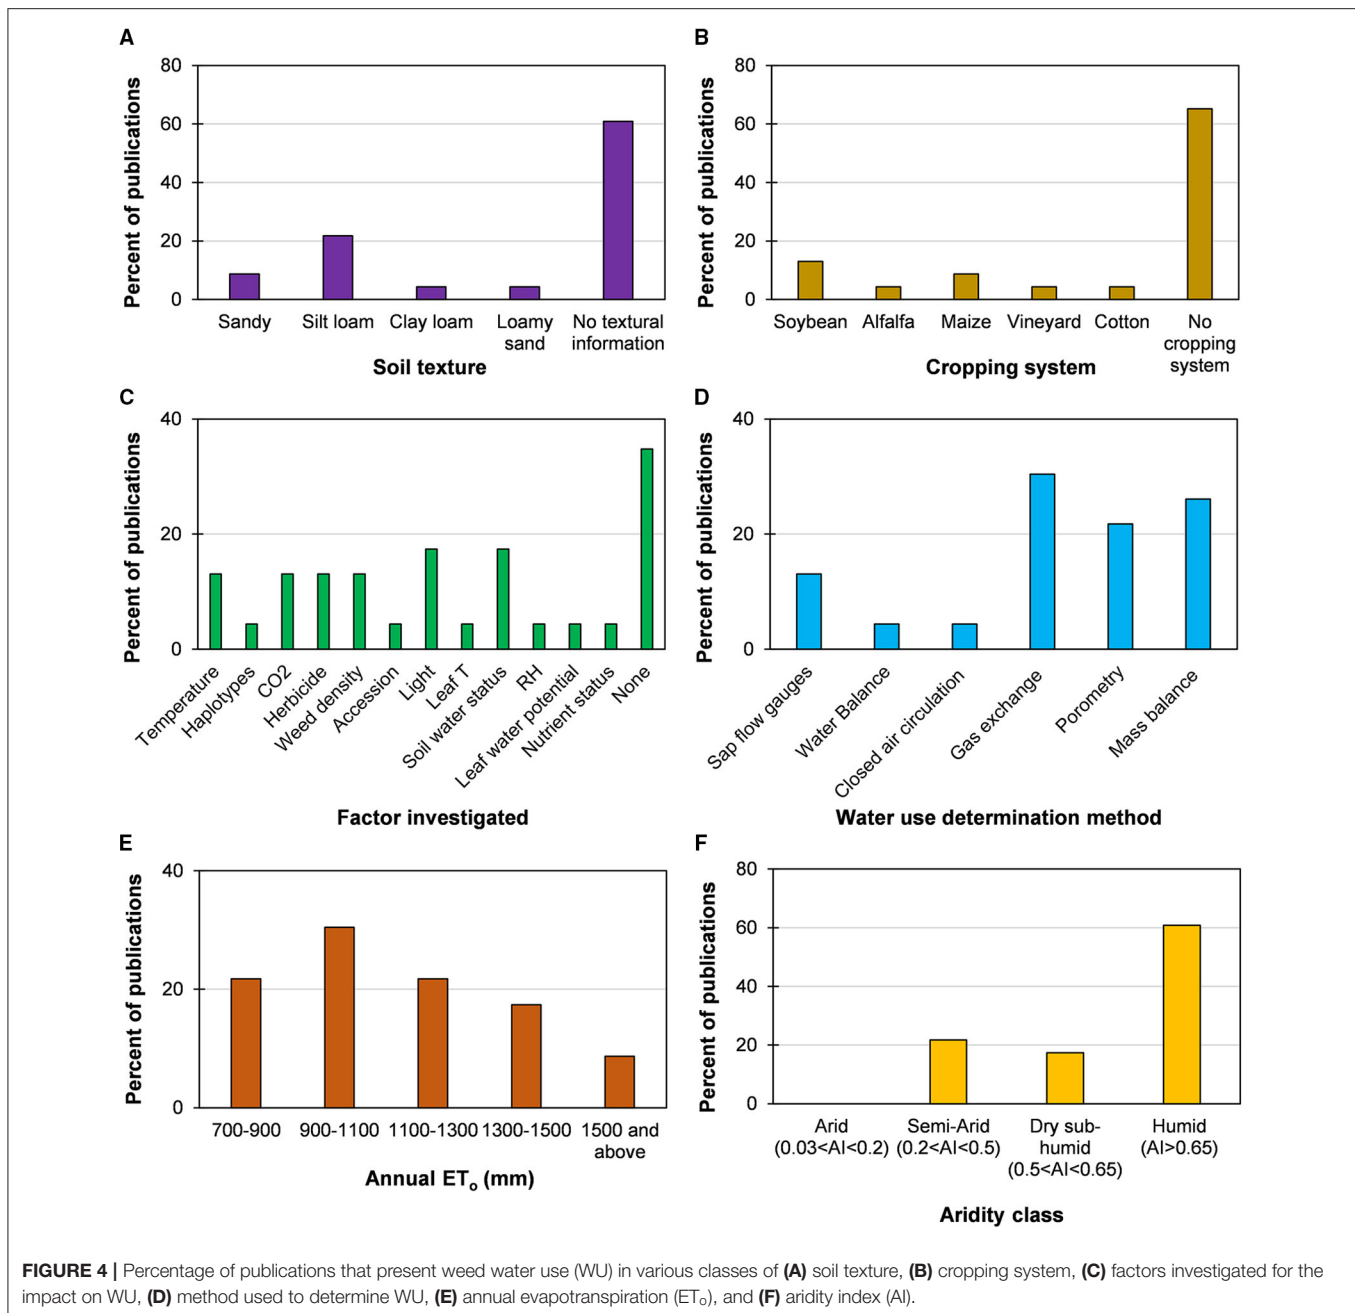 A
80
60
40
20
0
Percent of publications
Sandy
Silt loam
Clay loam
Loamy
sand
No textural
information
Soil texture
B
80
60
40
20
0
Percent of publications
Soybean
Alfalfa
Maize
Vineyard
Cotton
No
cropping
system
Cropping system
C
40
20
0
Percent of publications
Temperature
Haplotypes
CO2
Herbicide
Weed density
Accession
Light
Leaf T
Soil water status
RH
Leaf water potential
Nutrient status
None
Factor investigated
D
40
20
0
Percent of publications
Sap flow gauges
Water Balance
Closed air circulation
Gas exchange
Porometry
Mass balance
Water use determination method
E
40
20
0
Percent of publications
700-900
900-1100
1100-1300
1300-1500
1500 and
above
Annual ETo (mm)
F
80
60
40
20
0
Percent of publications
Arid
(0.03<AI<0.2)
Semi-Arid
(0.2<AI<0.5)
Dry sub-
humid
(0.5<AI<0.65)
Humid
(AI>0.65)
Aridity class
FIGURE 4 | Percentage of publications that present weed water use (WU) in various classes of (A) soil texture, (B) cropping system, (C) factors investigated for the
impact on WU, (D) method used to determine WU, (E) annual evapotranspiration (ETo), and (F) aridity index (AI).